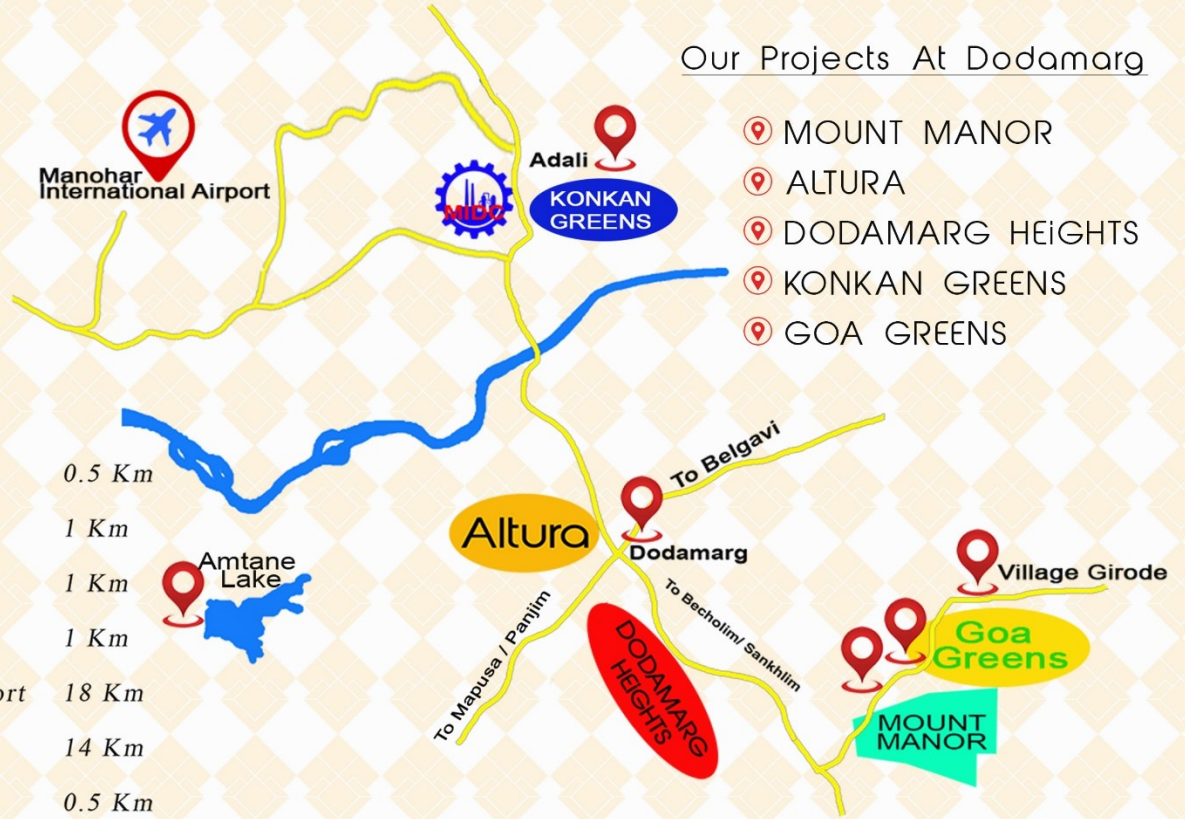 Our Projects At Dodamarg
MOUNT MANOR
ALTURA
DODAMARG HEiGHTS
KONKAN GREENS
GOA GREENS
Manohar
International Airport
Adali
MIDC
KONKAN
GREENS
To Belgavi
Altura
Dodamarg
Amtane
Lake
Village Girode
To Becholim/ Sankhlim
To Mapusa / Panjim
DODAMARG
HEIGHTS
Goa
Greens
MOUNT
MANOR
0.5 Km
1 Km
1 Km
1 Km
ort 18 Km
14 Km
0.5 Km